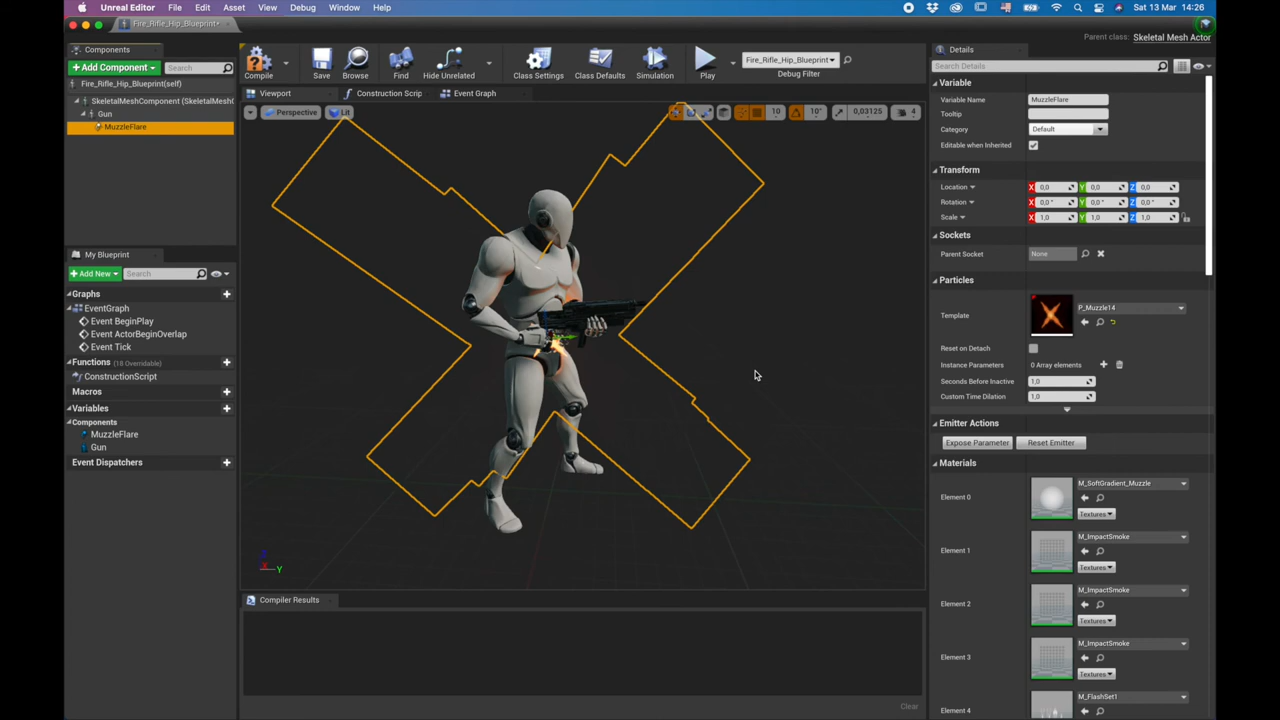 Unreal Editor File Edit Asset View Debug Window Help
Sat 13 Mar 14:26
Fire_Rifle_Hip_Blueprint*
Parent class: Skeletal Mesh Actor
Components
+ Add Component
Search
Fire_Rifle_Hip_Blueprint(self)
SkeletalMeshComponent (SkeletalMeshC
Gun
MuzzleFlare
My Blueprint
+ Add New
Search
Graphs
EventGraph
Event BeginPlay
Event ActorBeginOverlap
Event Tick
Functions (18 Overridable)
ConstructionScript
Macros
Variables
Components
MuzzleFlare
Gun
Event Dispatchers
Compile
Save
Browse
Find
Hide Unrelated
Class Settings
Class Defaults
Simulation
Play
Fire_Rifle_Hip_Blueprint
Debug Filter
Viewport
Construction Scrip
Event Graph
Perspective
Lit
10
10°
0,03125
4
Z
X
Y
Compiler Results
Clear
Details
Search Details
Variable
Variable Name MuzzleFlare
Tooltip
Category Default
Editable when Inherited
Transform
Location X 0,0 Y 0,0 Z 0,0
Rotation X 0,0 ° Y 0,0 ° Z 0,0 °
Scale X 1,0 Y 1,0 Z 1,0
Sockets
Parent Socket None
Particles
Template P_Muzzle14
Reset on Detach
Instance Parameters 0 Array elements
Seconds Before Inactive 1,0
Custom Time Dilation 1,0
Emitter Actions
Expose Parameter Reset Emitter
Materials
Element 0 M_SoftGradient_Muzzle
Textures
Element 1 M_ImpactSmoke
Textures
Element 2 M_ImpactSmoke
Textures
Element 3 M_ImpactSmoke
Textures
Element 4 M_FlashSet1